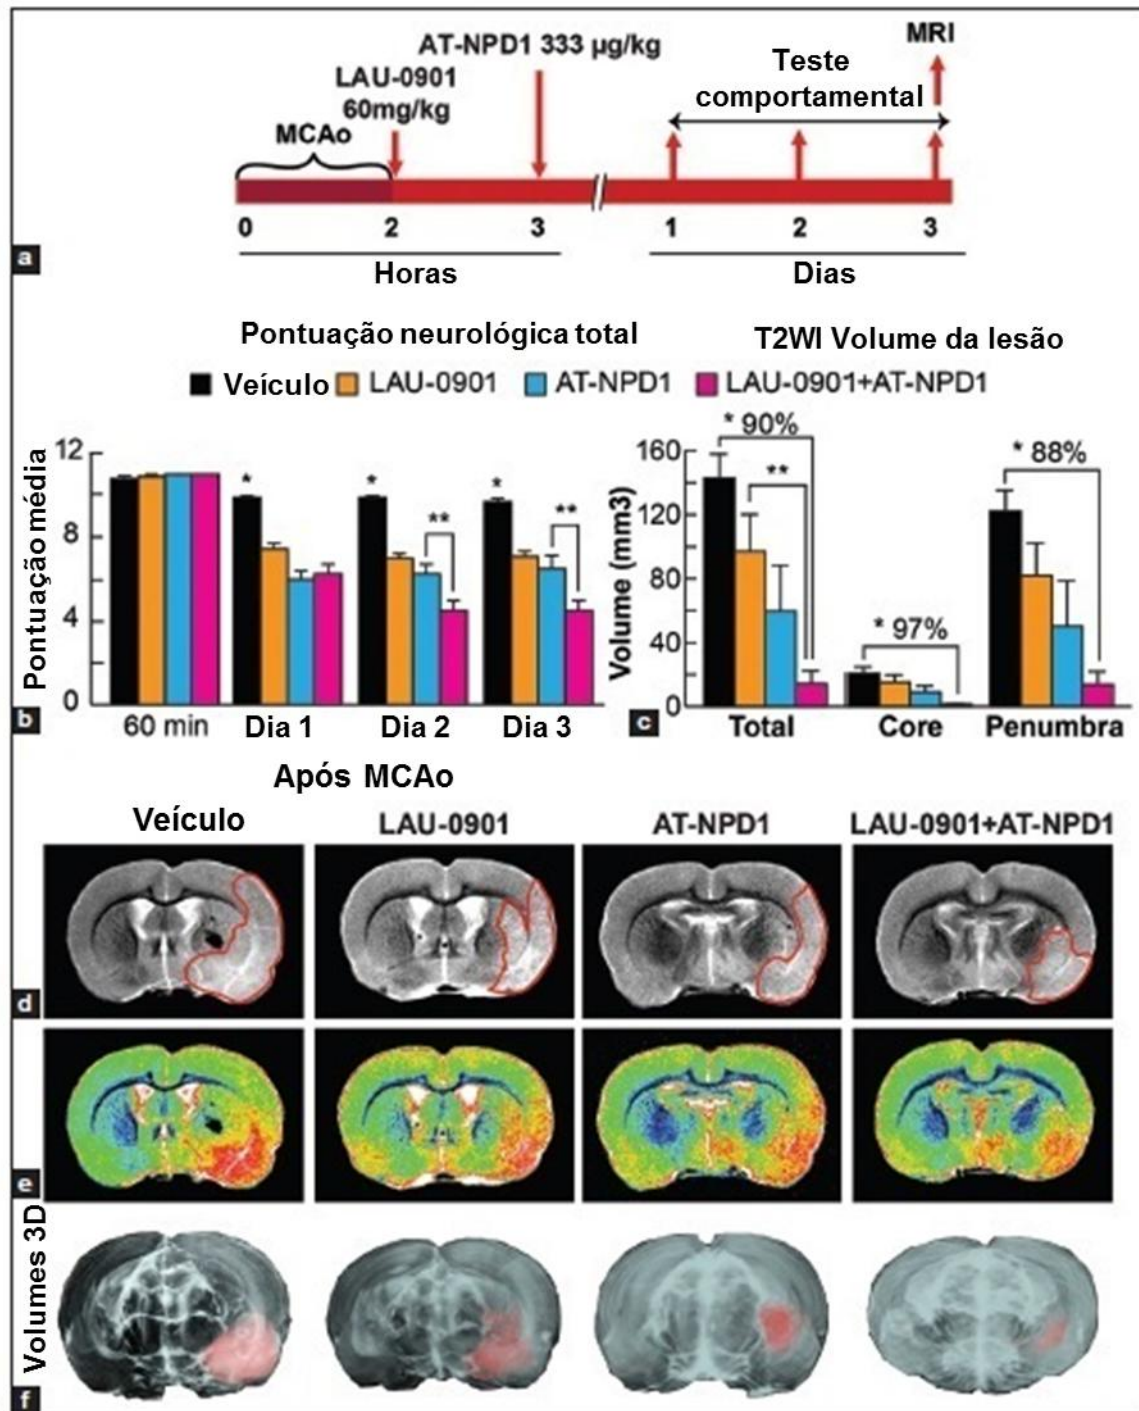 AT-NPD1 333 µg/kg
MRI
LAU-0901
60mg/kg
Teste
comportamental
MCAo
0 2 3 1 2 3
a
Horas Dias
Pontuação neurológica total
T2WI Volume da lesão
Veículo LAU-0901 AT-NPD1 LAU-0901+AT-NPD1
Pontuação média
12
8
4
0
* * *
** **
60 min Dia 1 Dia 2 Dia 3
b
Após MCAo
Volume (mm3)
160
120
80
40
0
* 90%
**
* 97%
* 88%
Total Core Penumbra
c
Veículo LAU-0901 AT-NPD1 LAU-0901+AT-NPD1
d
e
Volumes 3D
f